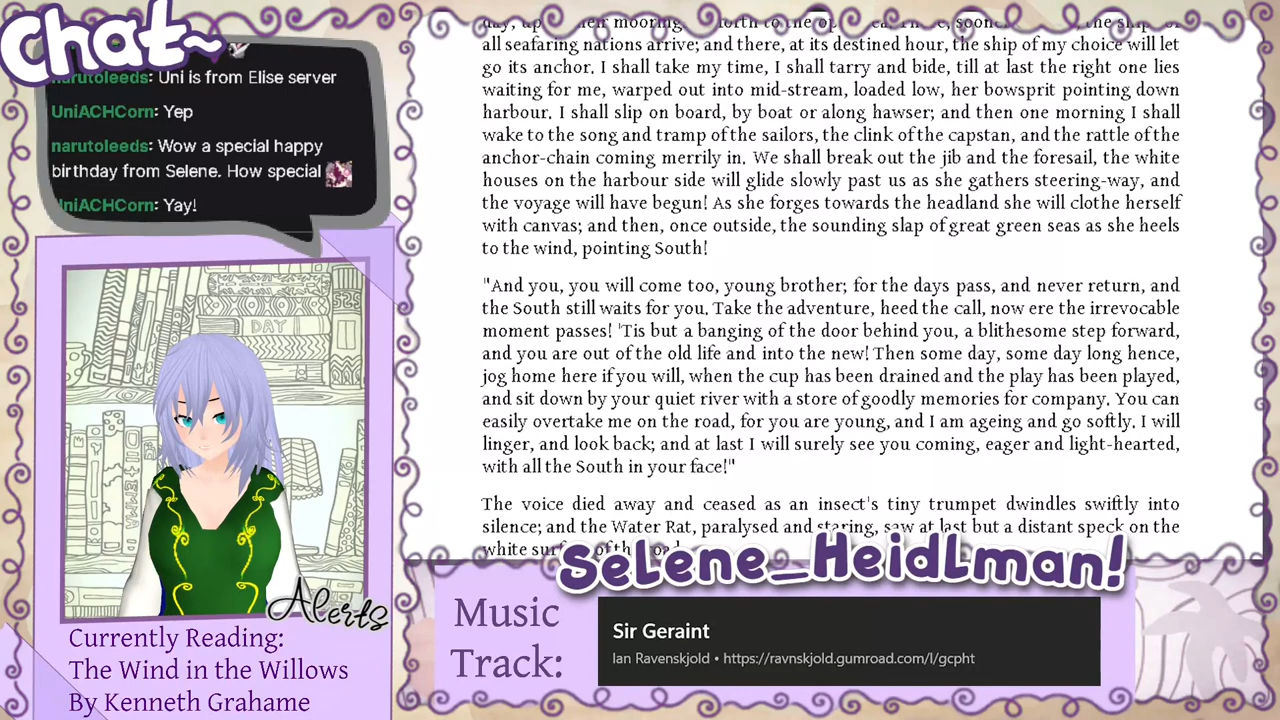 Chat~
narutoleeds: Uni is from Elise server
UniACHCorn: Yep
narutoleeds: Wow a special happy
birthday from Selene. How special
UniACHCorn: Yay!
DAY
Alerts
Currently Reading:
The Wind in the Willows
By Kenneth Grahame
all seafaring nations arrive; and there, at its destined hour, the ship of my choice will let
go its anchor. I shall take my time, I shall tarry and bide, till at last the right one lies
waiting for me, warped out into mid-stream, loaded low, her bowsprit pointing down
harbour. I shall slip on board, by boat or along hawser; and then one morning I shall
wake to the song and tramp of the sailors, the clink of the capstan, and the rattle of the
anchor-chain coming merrily in. We shall break out the jib and the foresail, the white
houses on the harbour side will glide slowly past us as she gathers steering-way, and
the voyage will have begun! As she forges towards the headland she will clothe herself
with canvas; and then, once outside, the sounding slap of great green seas as she heels
to the wind, pointing South!
"And you, you will come too, young brother; for the days pass, and never return, and
the South still waits for you. Take the adventure, heed the call, now ere the irrevocable
moment passes! 'Tis but a banging of the door behind you, a blithesome step forward,
and you are out of the old life and into the new! Then some day, some day long hence,
jog home here if you will, when the cup has been drained and the play has been played,
and sit down by your quiet river with a store of goodly memories for company. You can
easily overtake me on the road, for you are young, and I am ageing and go softly. I will
linger, and look back; and at last I will surely see you coming, eager and light-hearted,
with all the South in your face!"
The voice died away and ceased as an insect's tiny trumpet dwindles swiftly into
silence; and the Water Rat, paralysed and staring, saw at last but a distant speck on the
white
Selene_Heidlman!
Music
Track:
Sir Geraint
Ian Ravenskjold • https://ravnskjold.gumroad.com/l/gcpht